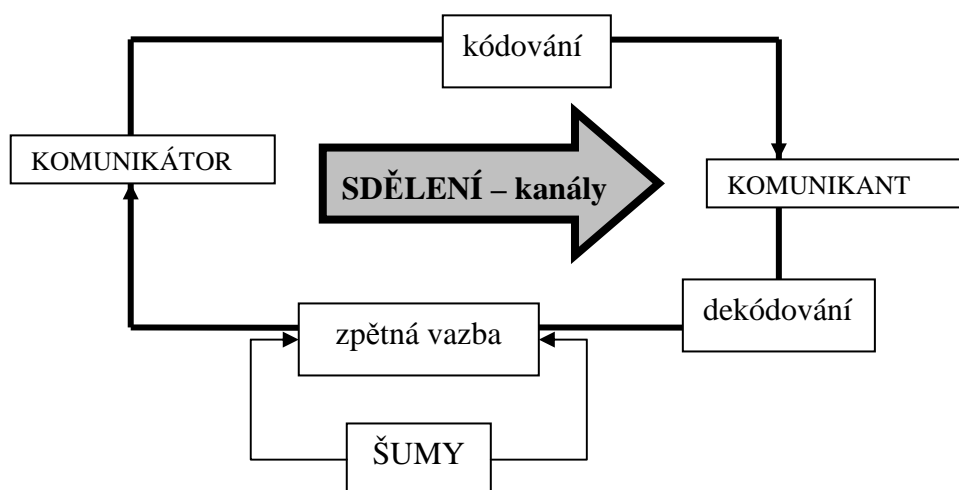 kódování
KOMUNIKÁTOR
SDĚLENÍ – kanály
KOMUNIKANT
dekódování
zpětná vazba
ŠUMY